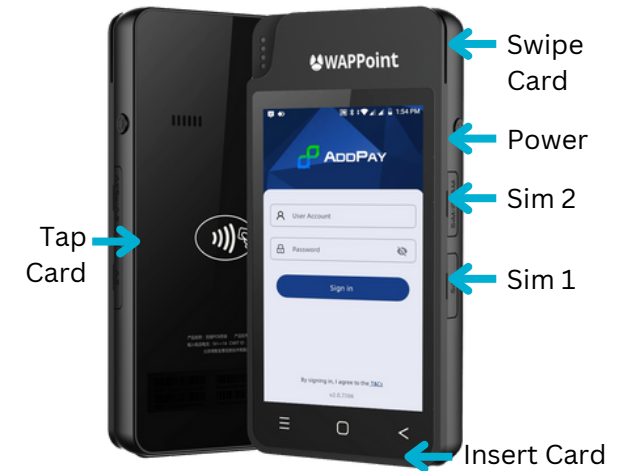 Swipe
Card
WAPPoint
1:54 PM
Power
ADDPAY
Sim 2
User Account
Tap
Card
Password
Sign in
Sim 1
By signing in, I agree to the T&Cs
Insert Card